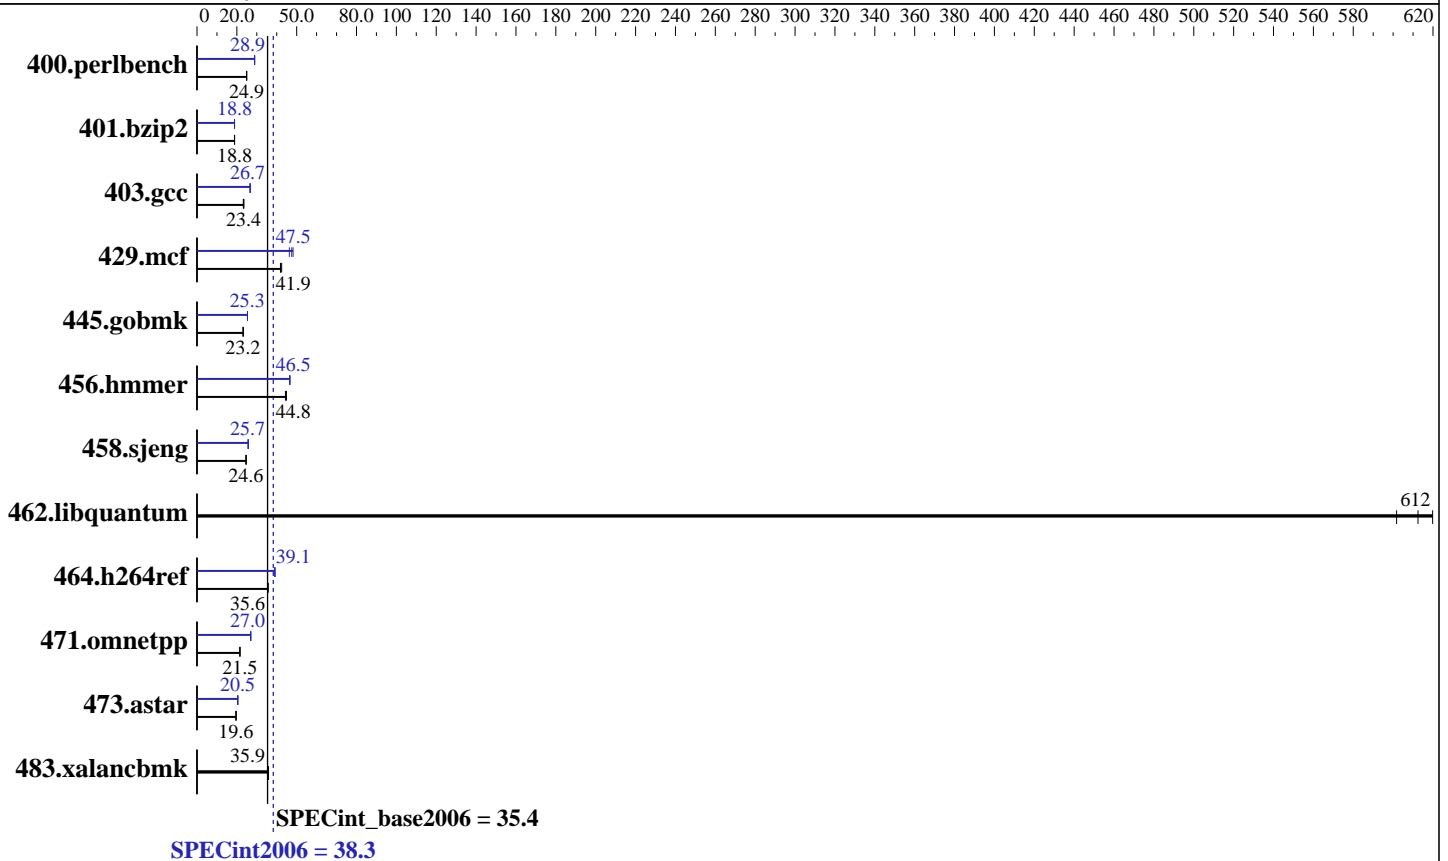 0 20.0 50.0 80.0 100 120 140 160 180 200 220 240 260 280 300 320 340 360 380 400 420 440 460 480 500 520 540 560 580 620
28.9
400.perlbench
24.9
18.8
401.bzip2
18.8
26.7
403.gcc
23.4
47.5
429.mcf
41.9
25.3
445.gobmk
23.2
46.5
456.hmmer
44.8
25.7
458.sjeng
24.6
612
462.libquantum
39.1
464.h264ref
35.6
27.0
471.omnetpp
21.5
20.5
473.astar
19.6
35.9
483.xalancbmk
SPECint_base2006 = 35.4
SPECint2006 = 38.3